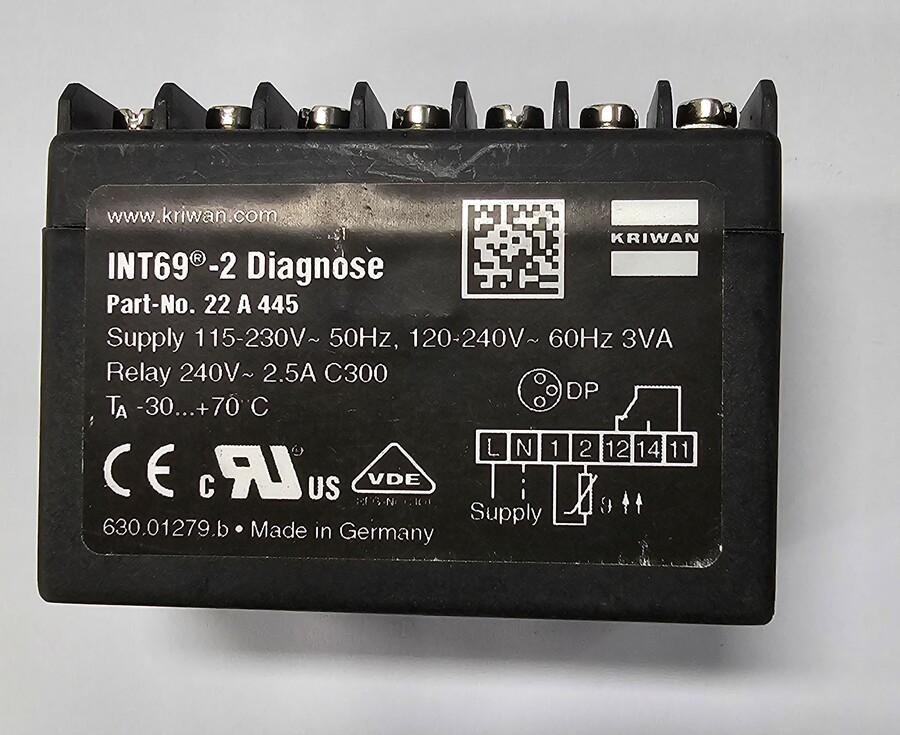 www.kriwan.com
KRIWAN
INT69®-2 Diagnose
Part-No. 22 A 445
Supply 115-230V~ 50Hz, 120-240V~ 60Hz 3VA
Relay 240V~ 2.5A C300
TA -30...+70°C
DP
L N 1 2 12 14 11
CE c RU US VDE
Supply
630.01279.b • Made in Germany